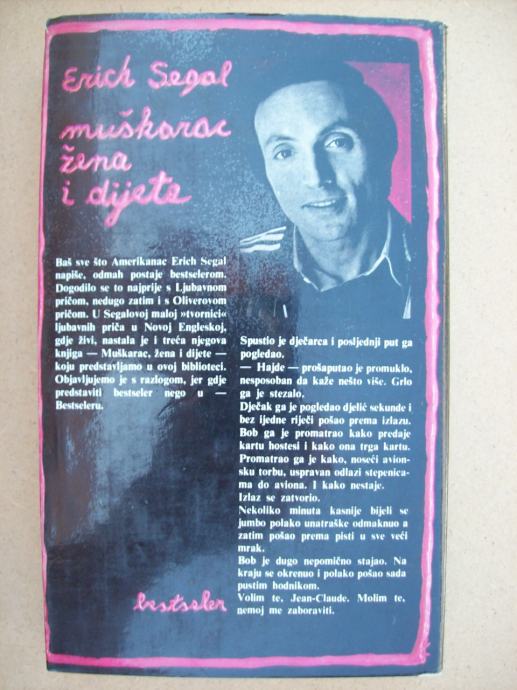 Erich Segal
muškarac
žena
i dijete
Baš sve što Amerikanac Erich Segal
napiše, odmah postaje bestselerom.
Dogodilo se to najprije s Ljubavnom
pričom, nedugo zatim i s Oliverovom
pričom. U Segalovoj maloj »tvornici«
ljubavnih priča u Novoj Engleskoj,
gdje živi, nastala je i treća njegova
knjiga — Muškarac, žena i dijete —
koju predstavljamo u ovoj biblioteci.
Objavljujemo je s razlogom, jer gdje
predstaviti bestseler nego u —
Bestseleru.
Spustio je dječarca i posljednji put ga
pogledao.
— Hajde — prošaputao je promuklo,
nesposoban da kaže nešto više. Grlo
ga je stezalo.
Dječak ga je pogledao djelić sekunde i
bez ijedne riječi pošao prema izlazu.
Bob ga je promatrao kako predaje
kartu hostesi i kako ona trga kartu.
Promatrao ga je kako, noseći avion-
sku torbu, uspravan odlazi stepenica-
ma do aviona. I kako nestaje.
Izlaz se zatvorio.
Nekoliko minuta kasnije bijeli se
jumbo polako unatraške odmaknuo a
zatim pošao prema pisti u sve veći
mrak.
Bob je dugo nepomično stajao. Na
kraju se okrenuo i polako pošao sada
pustim hodnikom.
Volim te, Jean-Claude. Molim te,
nemoj me zaboraviti.
bestseler